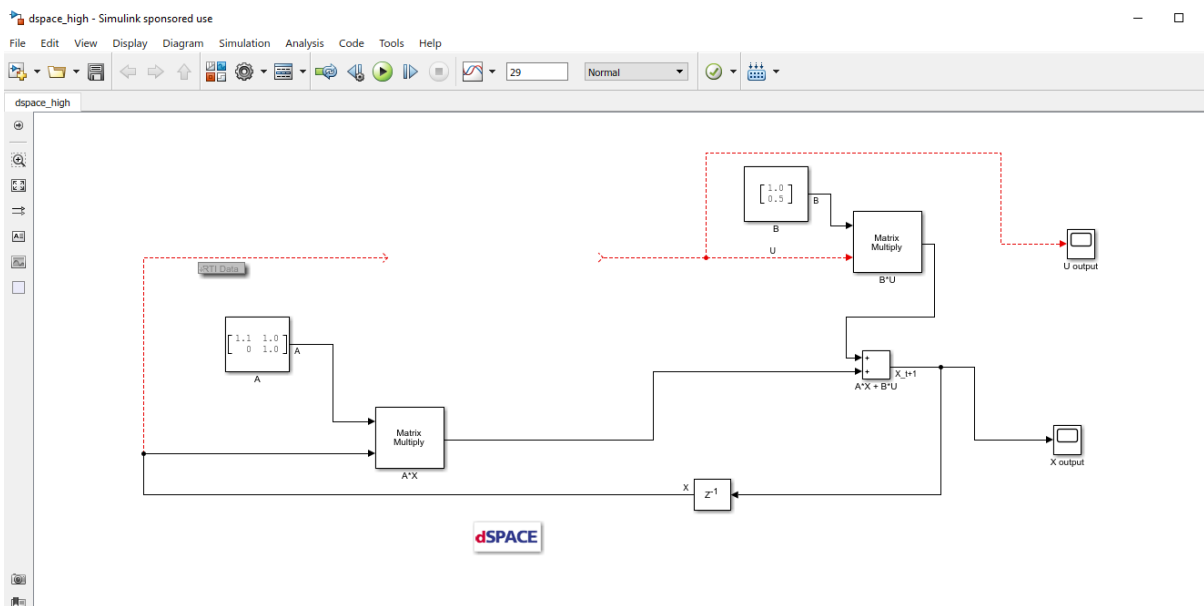 dspace_high - Simulink sponsored use
File Edit View Display Diagram Simulation Analysis Code Tools Help
29 Normal
dspace_high
1.0
0.5
B
B
Matrix
Multiply
U
B*U
U output
-RTI Data
1.1 1.0
0 1.0
A
A
+
+
X_t+1
A*X + B*U
Matrix
Multiply
A*X
X output
X
Z-1
dSPACE